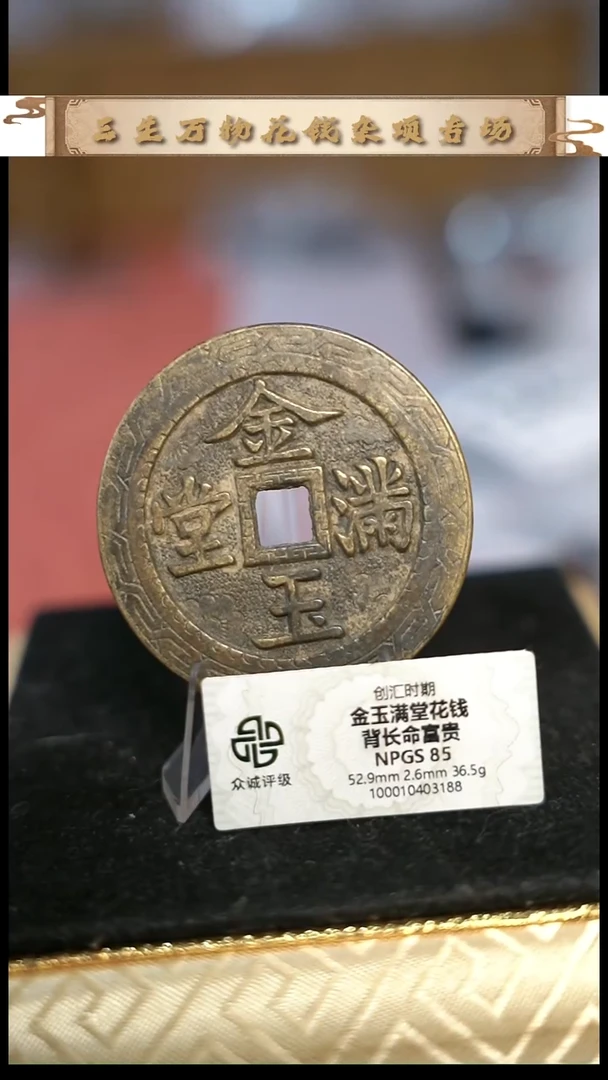 三生万物花钱杂项专场
金
堂 满
玉
创汇时期
金玉满堂花钱
背长命富贵
NPGS 85
52.9mm 2.6mm 36.5g
100010403188
众诚评级